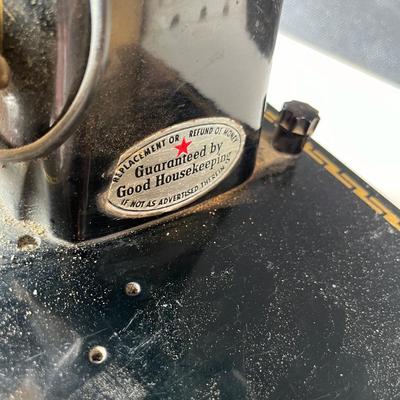 REPLACEMENT OR REFUND OF MONEY
Guaranteed by
Good Housekeeping
IF NOT AS ADVERTISED THEREIN